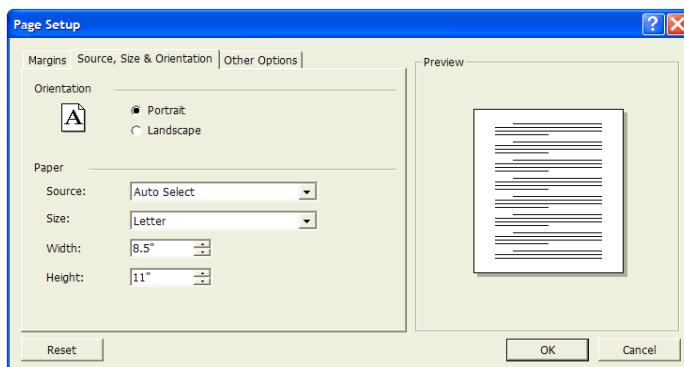 Page Setup
Margins Source, Size & Orientation Other Options
Orientation
A
Portrait
Landscape
Paper
Source: Auto Select
Size: Letter
Width: 8.5"
Height: 11"
Preview
Reset OK Cancel